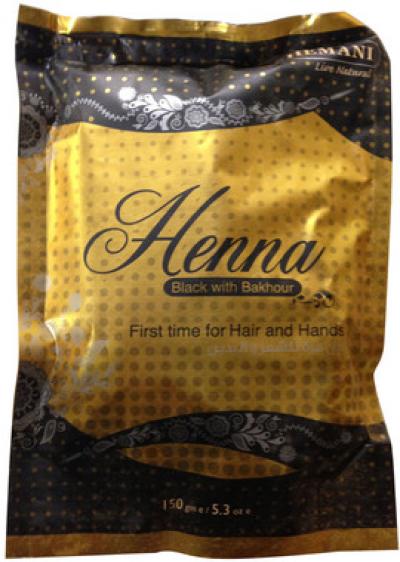 HEMANI
Live Natural
Henna
Black with Bakhour
First time for Hair and Hands
150 gm e / 5.3 oz e